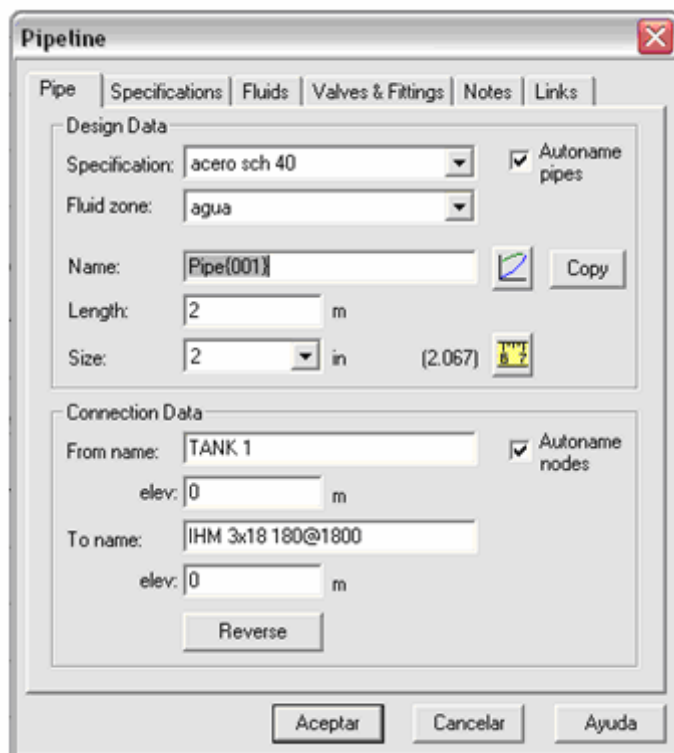 Pipeline
Pipe Specifications Fluids Valves & Fittings Notes Links
Design Data
Specification: acero sch 40 Autoname pipes
Fluid zone: agua
Name: Pipe{001} Copy
Length: 2 m
Size: 2 in (2.067) 6 7
Connection Data
From name: TANK 1 Autoname nodes
elev: 0 m
To name: IHM 3x18 180@1800
elev: 0 m
Reverse
Aceptar Cancelar Ayuda